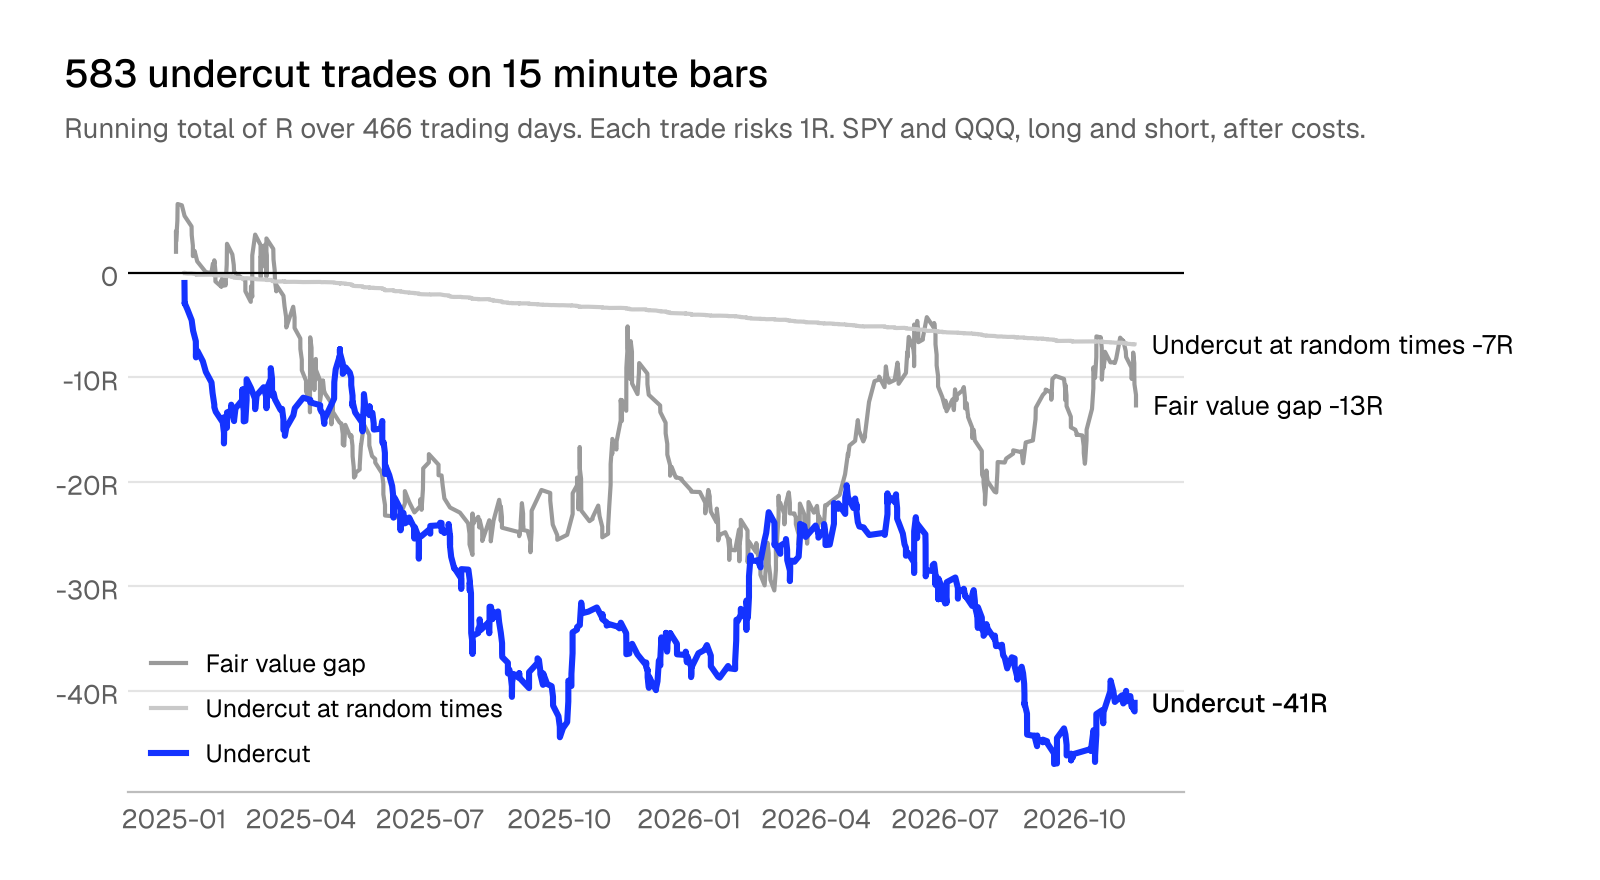 583 undercut trades on 15 minute bars
Running total of R over 466 trading days. Each trade risks 1R. SPY and QQQ, long and short, after costs.
0
-10R
-20R
-30R
-40R
Undercut at random times -7R
Fair value gap -13R
Undercut -41R
Fair value gap
Undercut at random times
Undercut
2025-01 2025-04 2025-07 2025-10 2026-01 2026-04 2026-07 2026-10